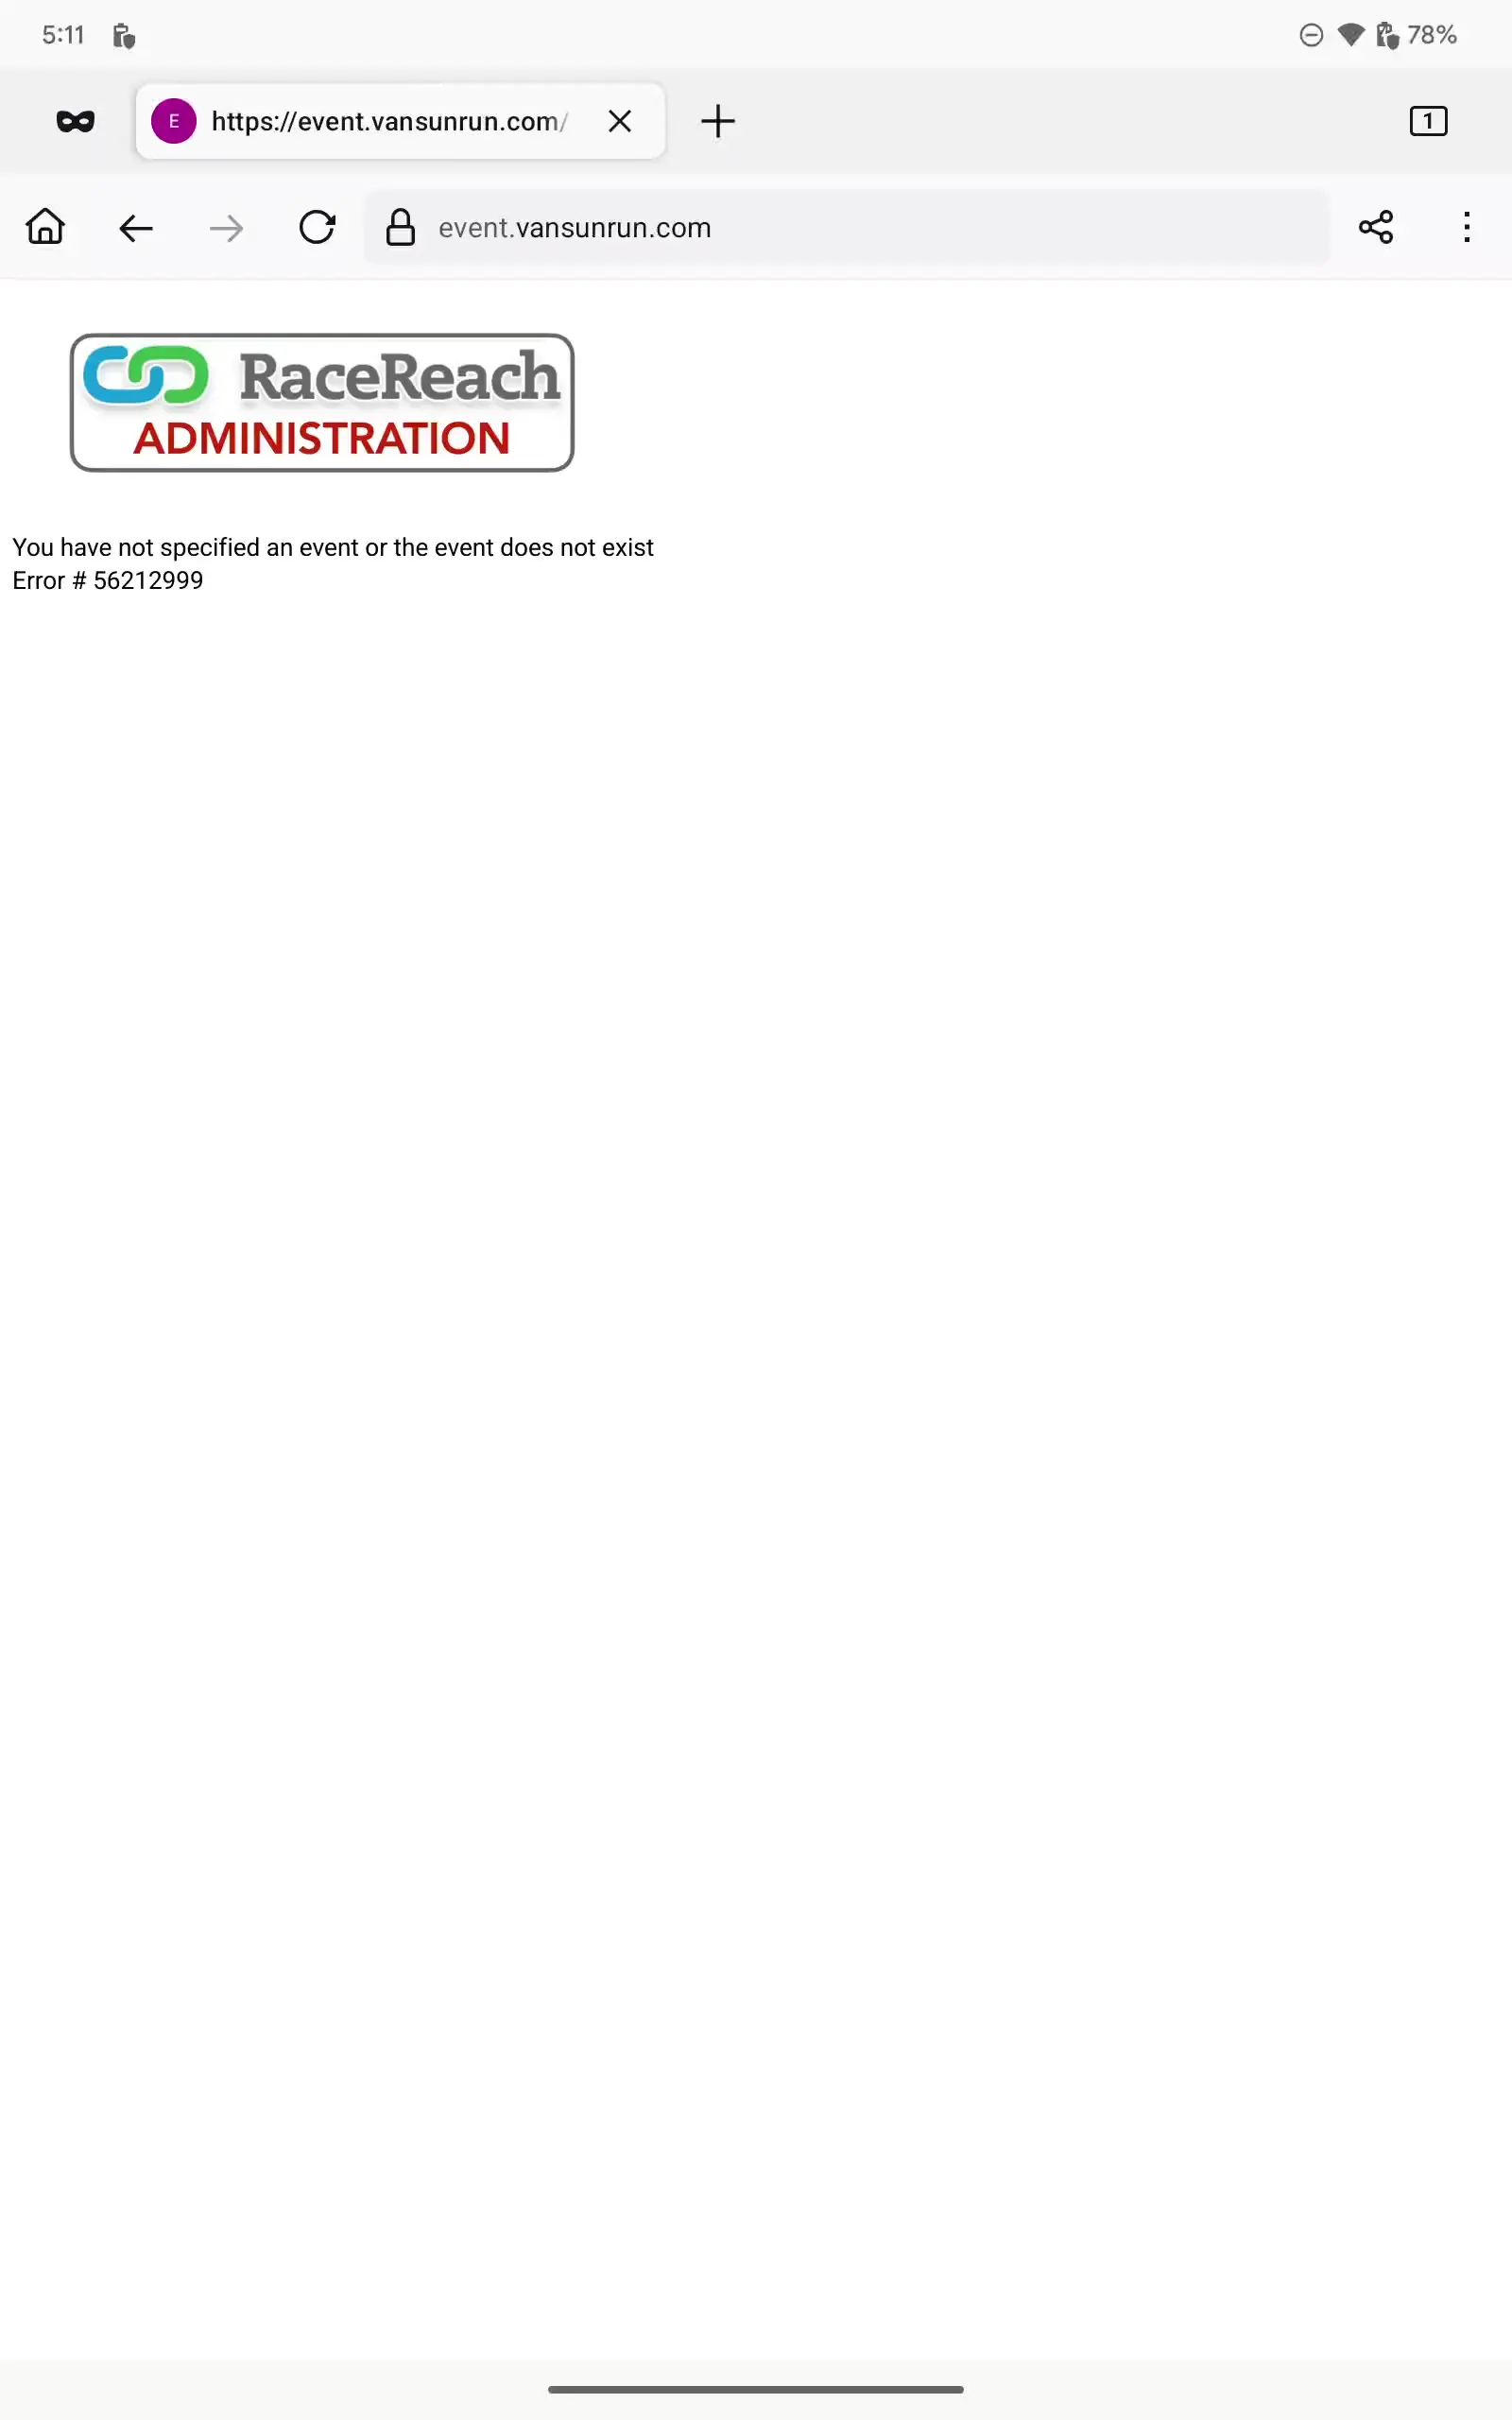 5:11
78%
E
https://event.vansunrun.com/
1
event.vansunrun.com
RaceReach
ADMINISTRATION
You have not specified an event or the event does not exist
Error # 56212999